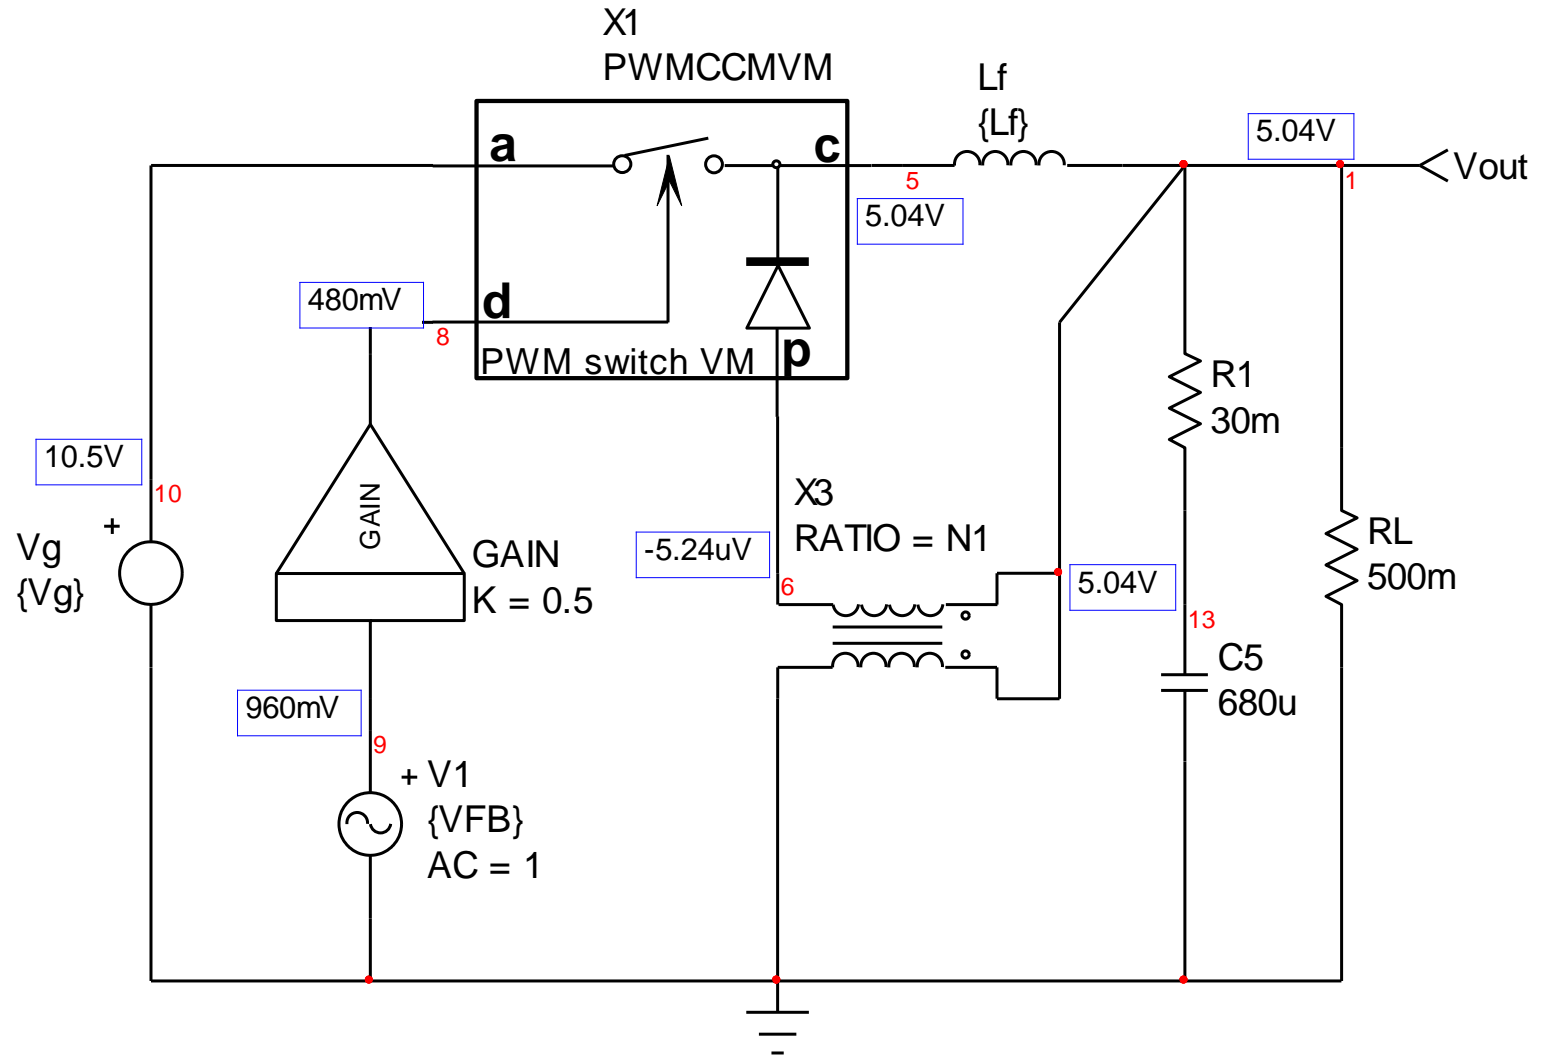 X1
PWMCCMVM
Lf
{Lf}
5.04V
a
c
5
1
Vout
5.04V
480mV
d
8
PWM switch VM
p
R1
30m
10.5V
10
GAIN
X3
RATIO = N1
+
Vg
{Vg}
GAIN
K = 0.5
-5.24uV
6
5.04V
RL
500m
13
C5
680u
960mV
9
+ V1
{VFB}
AC = 1